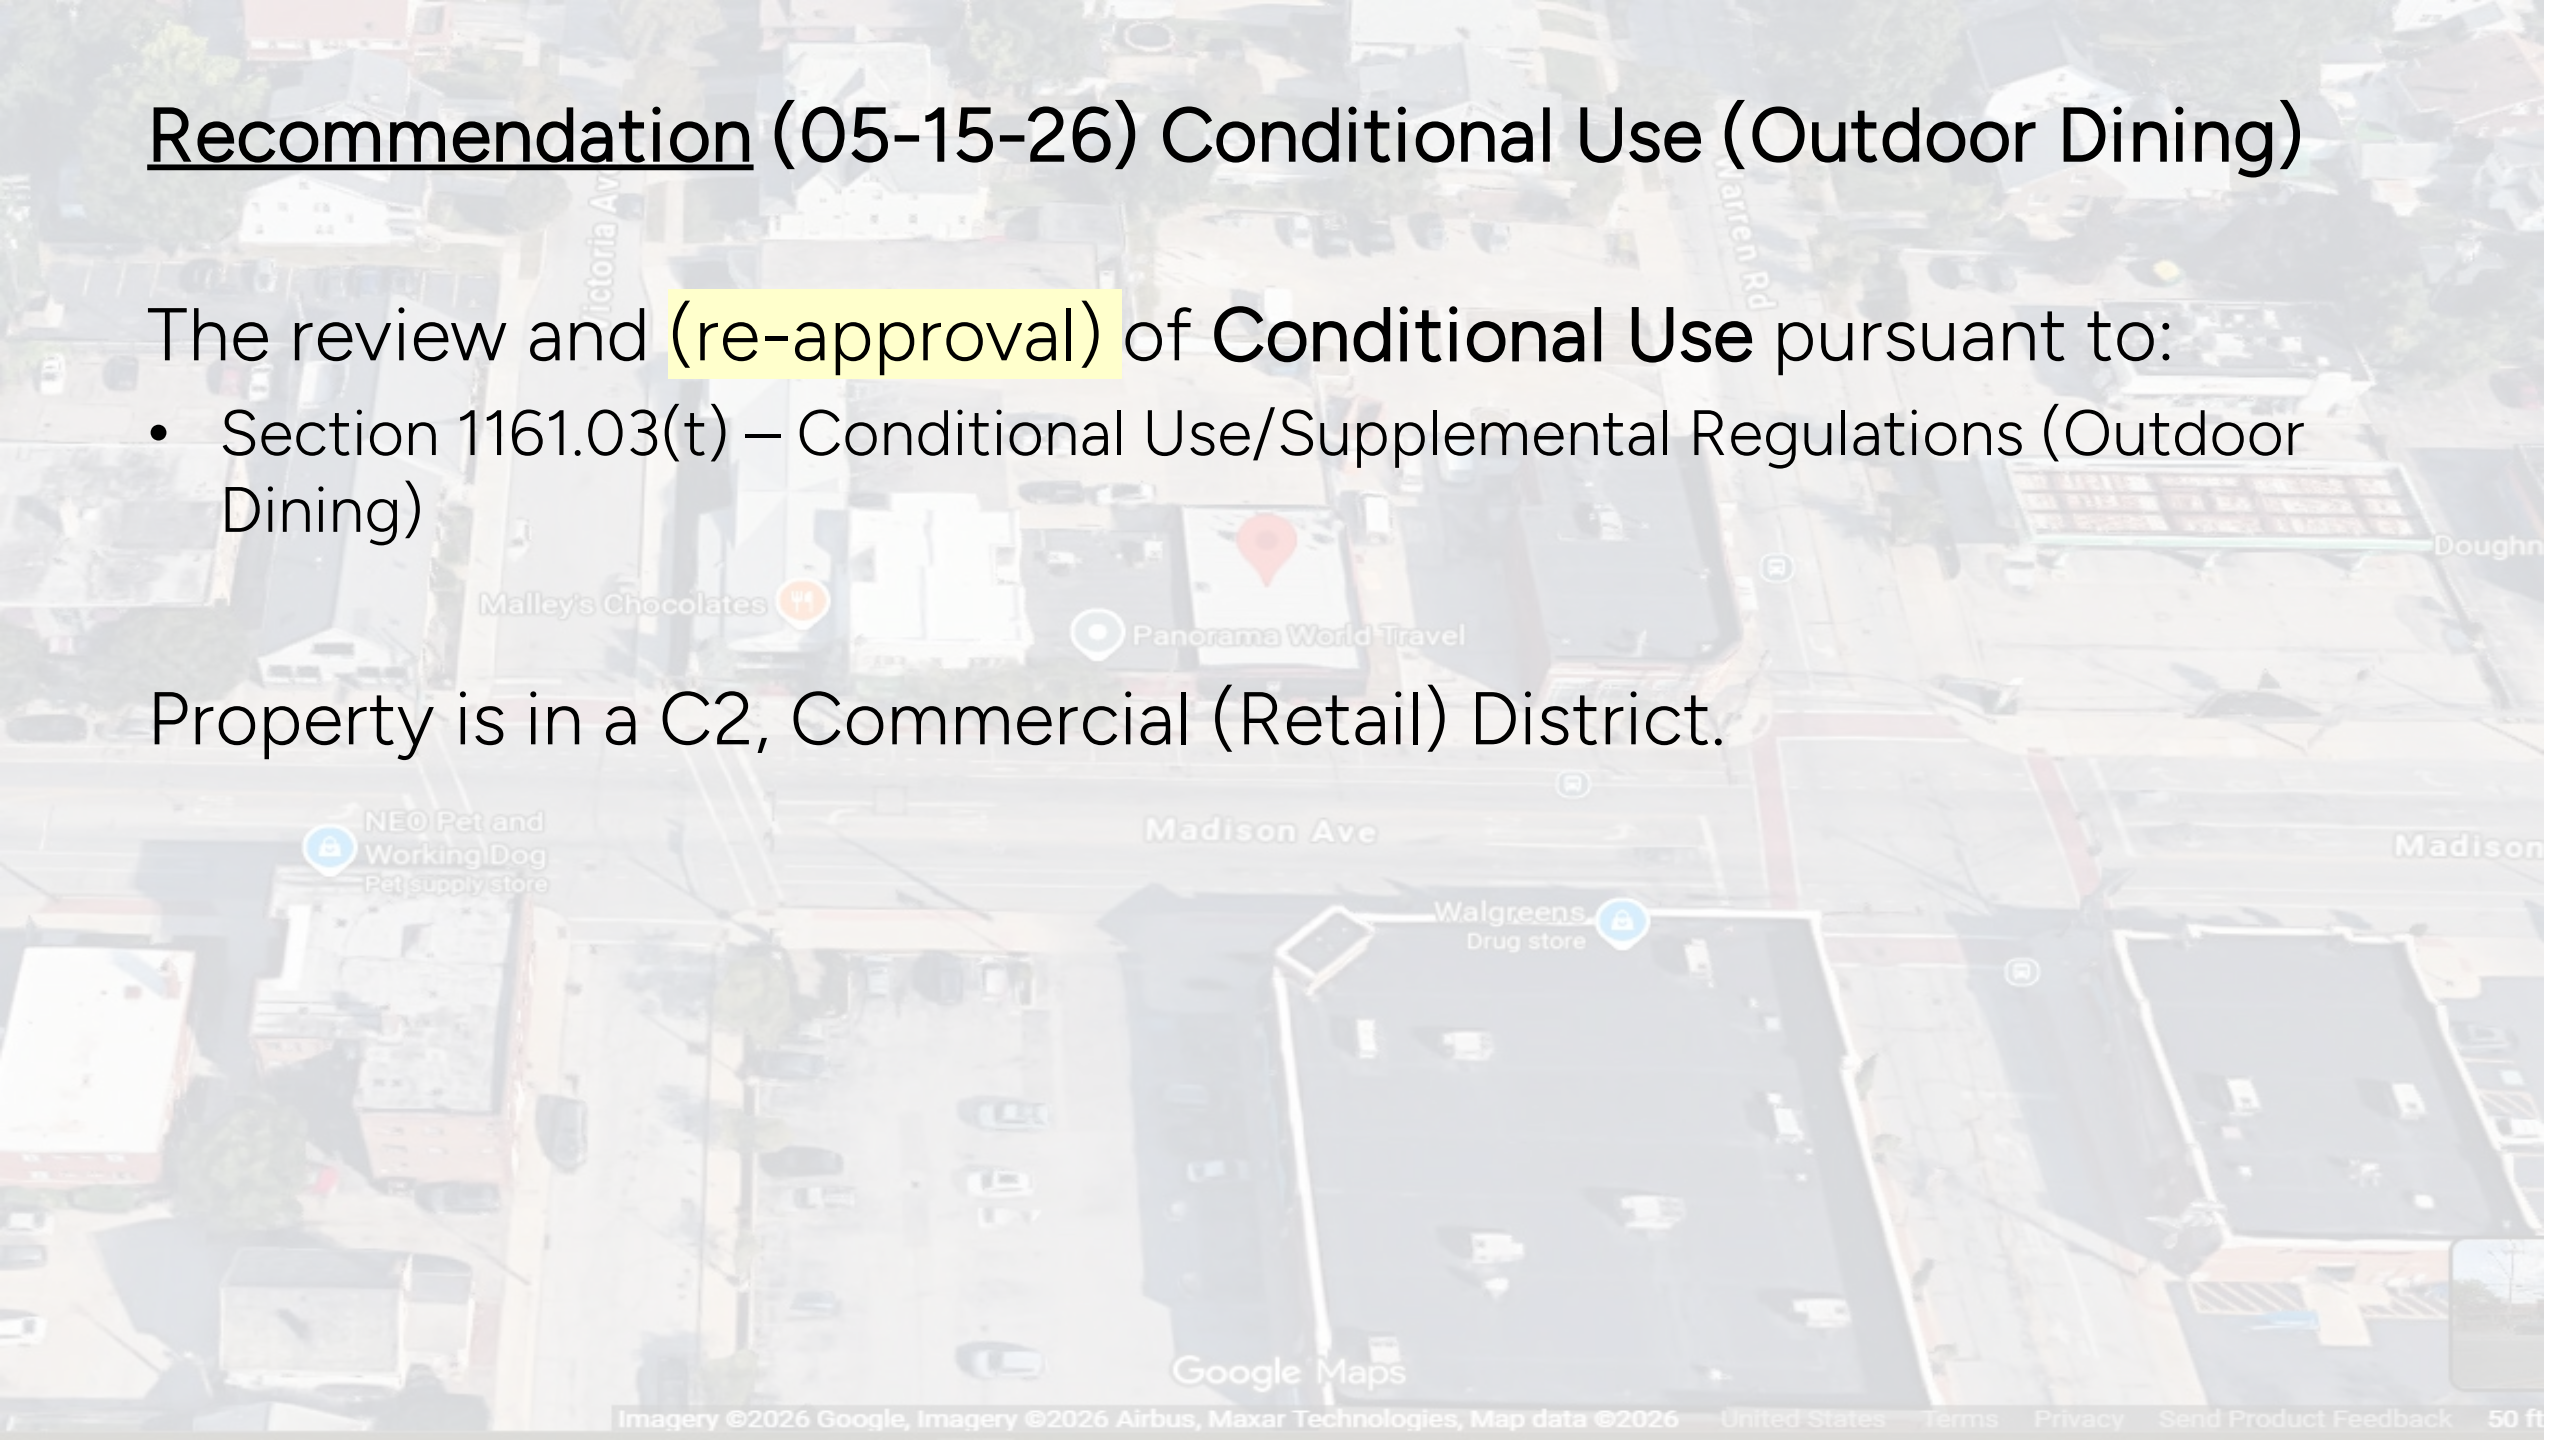 Recommendation (05-15-26) Conditional Use (Outdoor Dining)
The review and (re-approval) of Conditional Use pursuant to:
• Section 1161.03(t) – Conditional Use/Supplemental Regulations (Outdoor
Dining)
Property is in a C2, Commercial (Retail) District.
Victoria Av
Warren Rd
Malley's Chocolates
Panorama World Travel
Doughn
NEO Pet and
Working Dog
Pet supply store
Madison Ave
Madison
Walgreens
Drug store
Google Maps
Imagery ©2026 Google, Imagery ©2026 Airbus, Maxar Technologies, Map data ©2026 United States Terms Privacy Send Product Feedback 50 ft